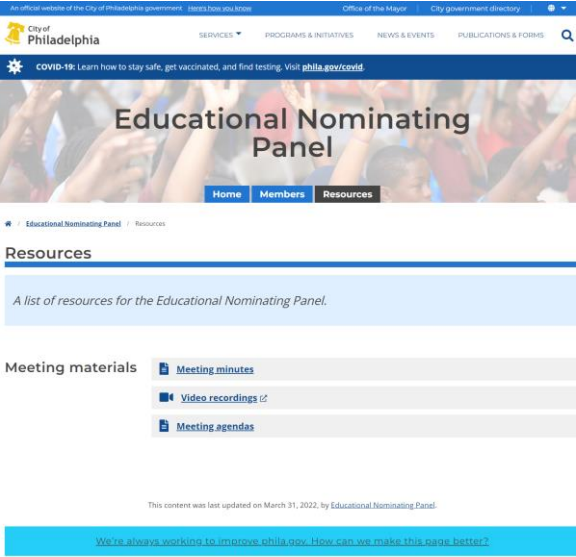 An official website of the City of Philadelphia government Here's how you know Office of the Mayor City government directory
City of
Philadelphia
SERVICES PROGRAMS & INITIATIVES NEWS & EVENTS PUBLICATIONS & FORMS
COVID-19: Learn how to stay safe, get vaccinated, and find testing. Visit phila.gov/covid.
Educational Nominating
Panel
Home Members Resources
/ Educational Nominating Panel / Resources
Resources
A list of resources for the Educational Nominating Panel.
Meeting materials
Meeting minutes
Video recordings
Meeting agendas
This content was last updated on March 31, 2022, by Educational Nominating Panel.
We're always working to improve phila.gov. How can we make this page better?